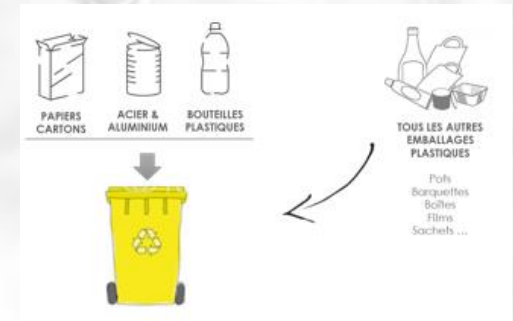 PAPIERS
CARTONS
ACIER &
ALUMINIUM
BOUTEILLES
PLASTIQUES
TOUS LES AUTRES
EMBALLAGES
PLASTIQUES
Pots
Barquettes
Boîtes
Films
Sachets ...